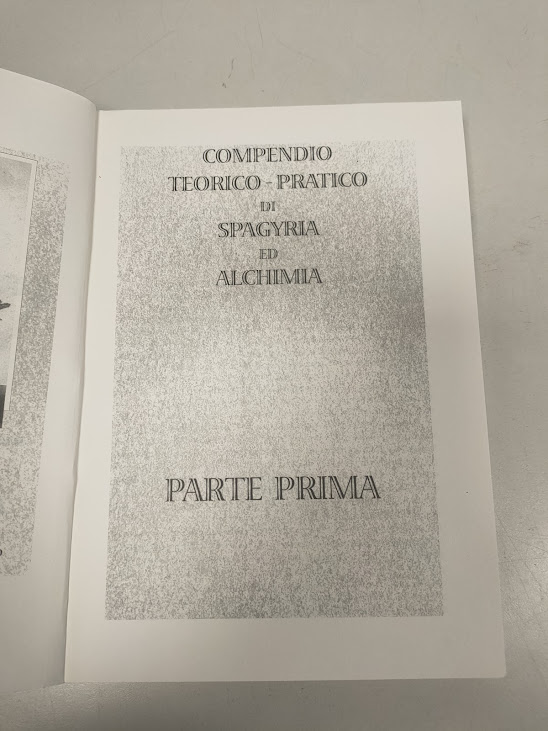 COMPENDIO
TEORICO - PRATICO
DI
SPAGYRIA
ED
ALCHIMIA
PARTE PRIMA